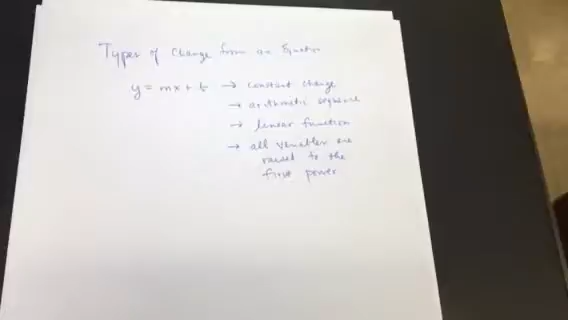 Types of Change from an Equation
y = mx + b → constant change
→ arithmetic sequence
→ linear function
→ all variables are
raised to the
first power